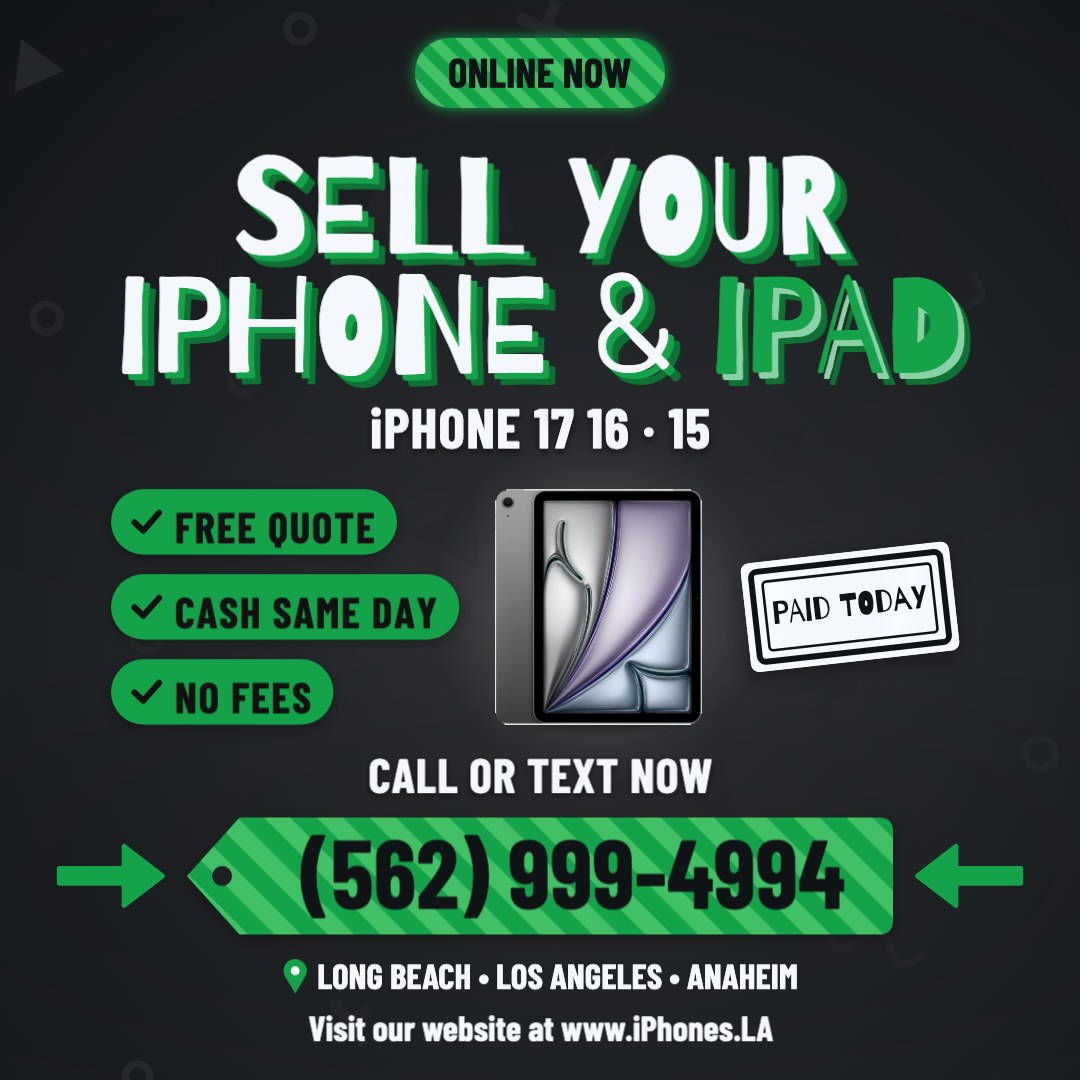 ONLINE NOW
SELL YOUR
IPHONE & IPAD
iPHONE 17 16 · 15
FREE QUOTE
CASH SAME DAY
NO FEES
PAID TODAY
CALL OR TEXT NOW
(562) 999-4994
LONG BEACH • LOS ANGELES • ANAHEIM
Visit our website at www.iPhones.LA